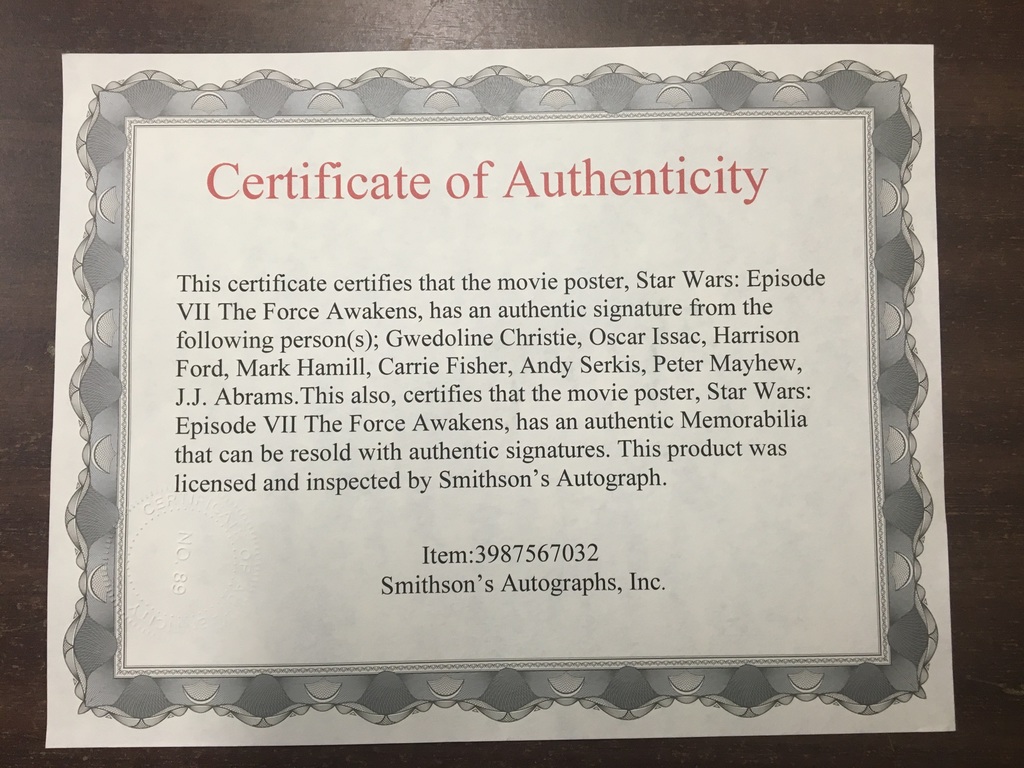 Certificate of Authenticity
This certificate certifies that the movie poster, Star Wars: Episode
VII The Force Awakens, has an authentic signature from the
following person(s); Gwedoline Christie, Oscar Issac, Harrison
Ford, Mark Hamill, Carrie Fisher, Andy Serkis, Peter Mayhew,
J.J. Abrams.This also, certifies that the movie poster, Star Wars:
Episode VII The Force Awakens, has an authentic Memorabilia
that can be resold with authentic signatures. This product was
licensed and inspected by Smithson's Autograph.
NO. 89
Item:3987567032
Smithson's Autographs, Inc.